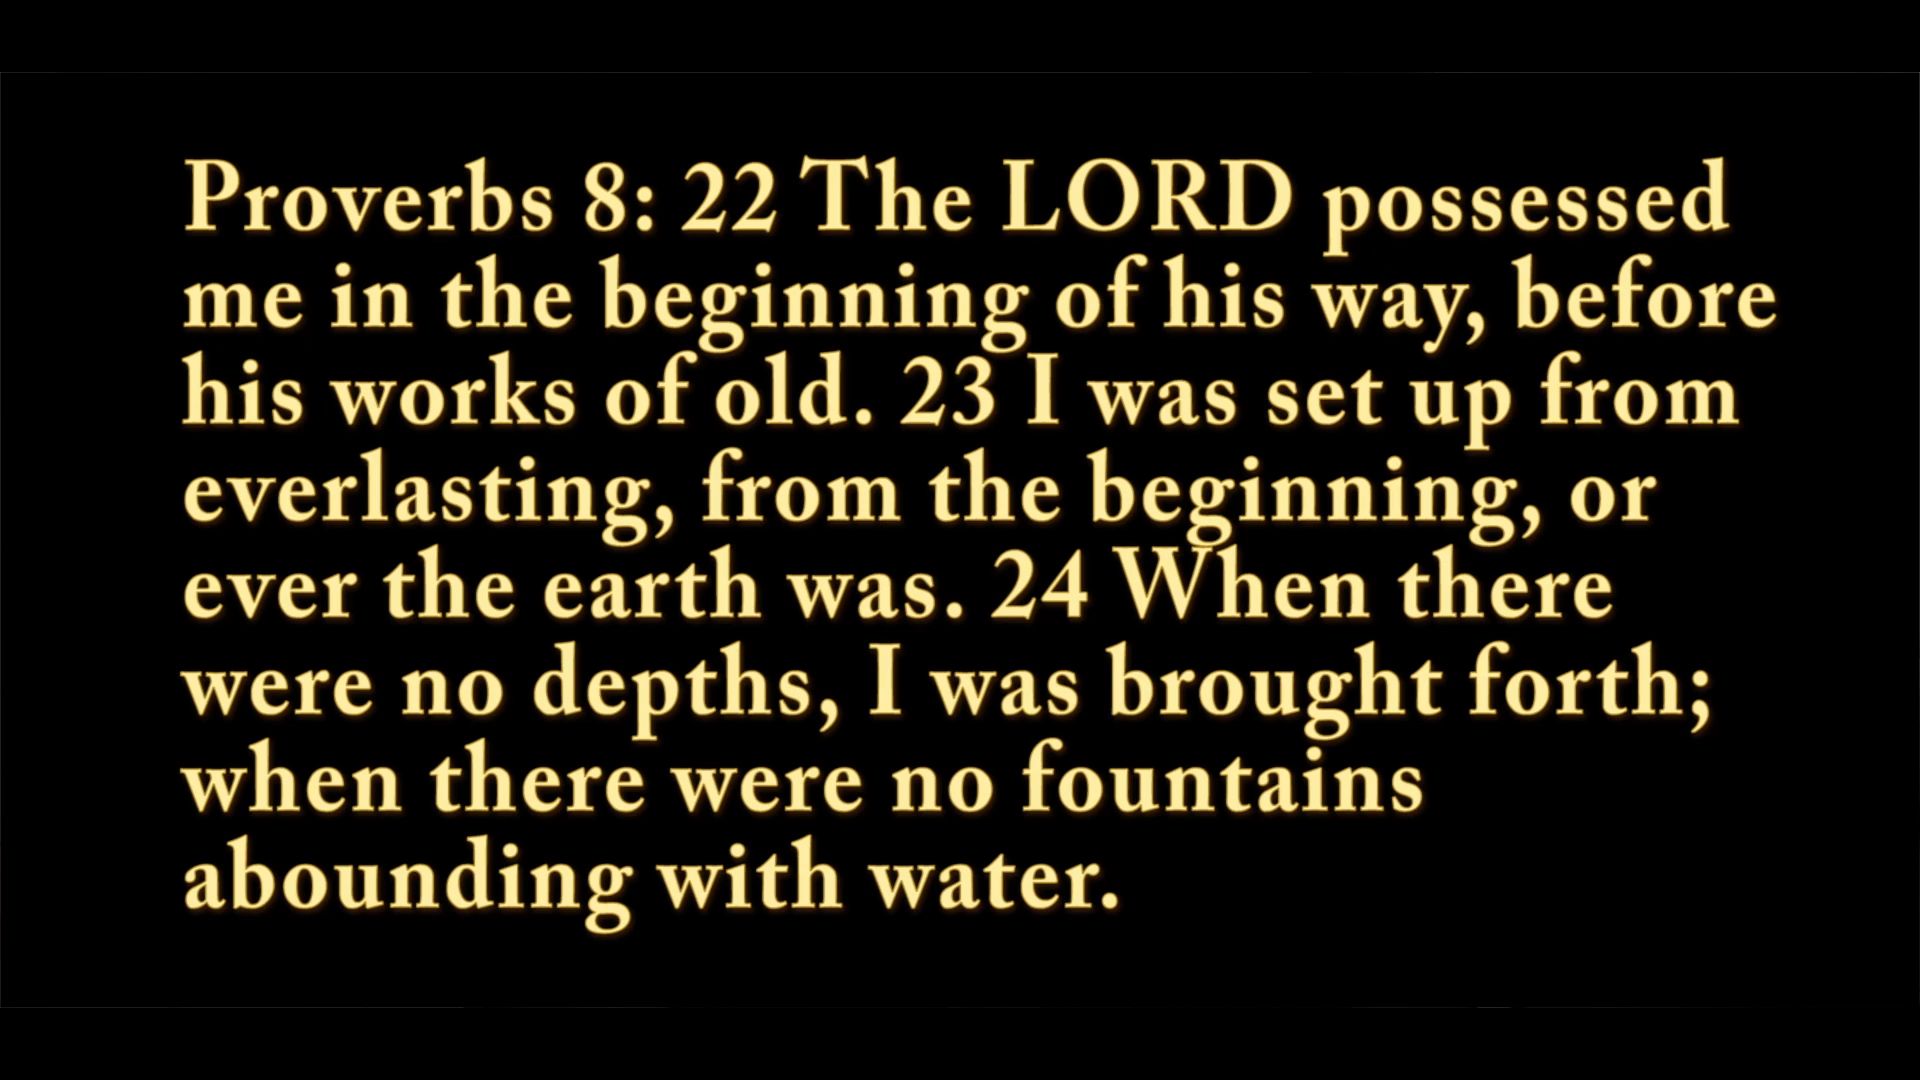 Proverbs 8: 22 The LORD possessed
me in the beginning of his way, before
his works of old. 23 I was set up from
everlasting, from the beginning, or
ever the earth was. 24 When there
were no depths, I was brought forth;
when there were no fountains
abounding with water.